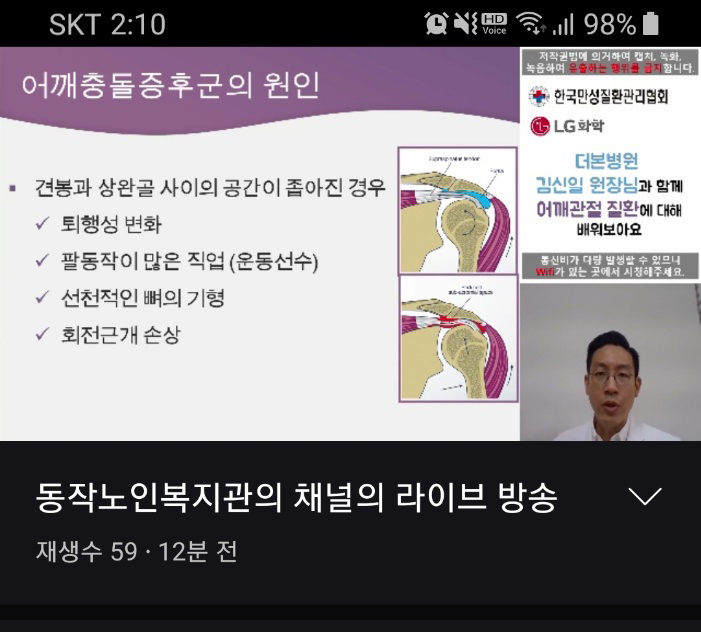 SKT 2:10
HD Voice 98%
어깨충돌증후군의 원인
견봉과 상완골 사이의 공간이 좁아진 경우
퇴행성 변화
팔동작이 많은 직업 (운동선수)
선천적인 뼈의 기형
회전근개 손상
Supraspinatus tendon
Bursa
저작권법에 의거하여 캡처, 녹화,
녹음하여 유출하는 행위를 금지합니다.
한국만성질환관리협회
LG화학
더본병원
김신일 원장님과 함께
어깨관절 질환에 대해
배워보아요
통신비가 다량 발생할 수 있으니
Wifi가 있는 곳에서 시청해주세요.
동작노인복지관의 채널의 라이브 방송
재생수 59 · 12분 전